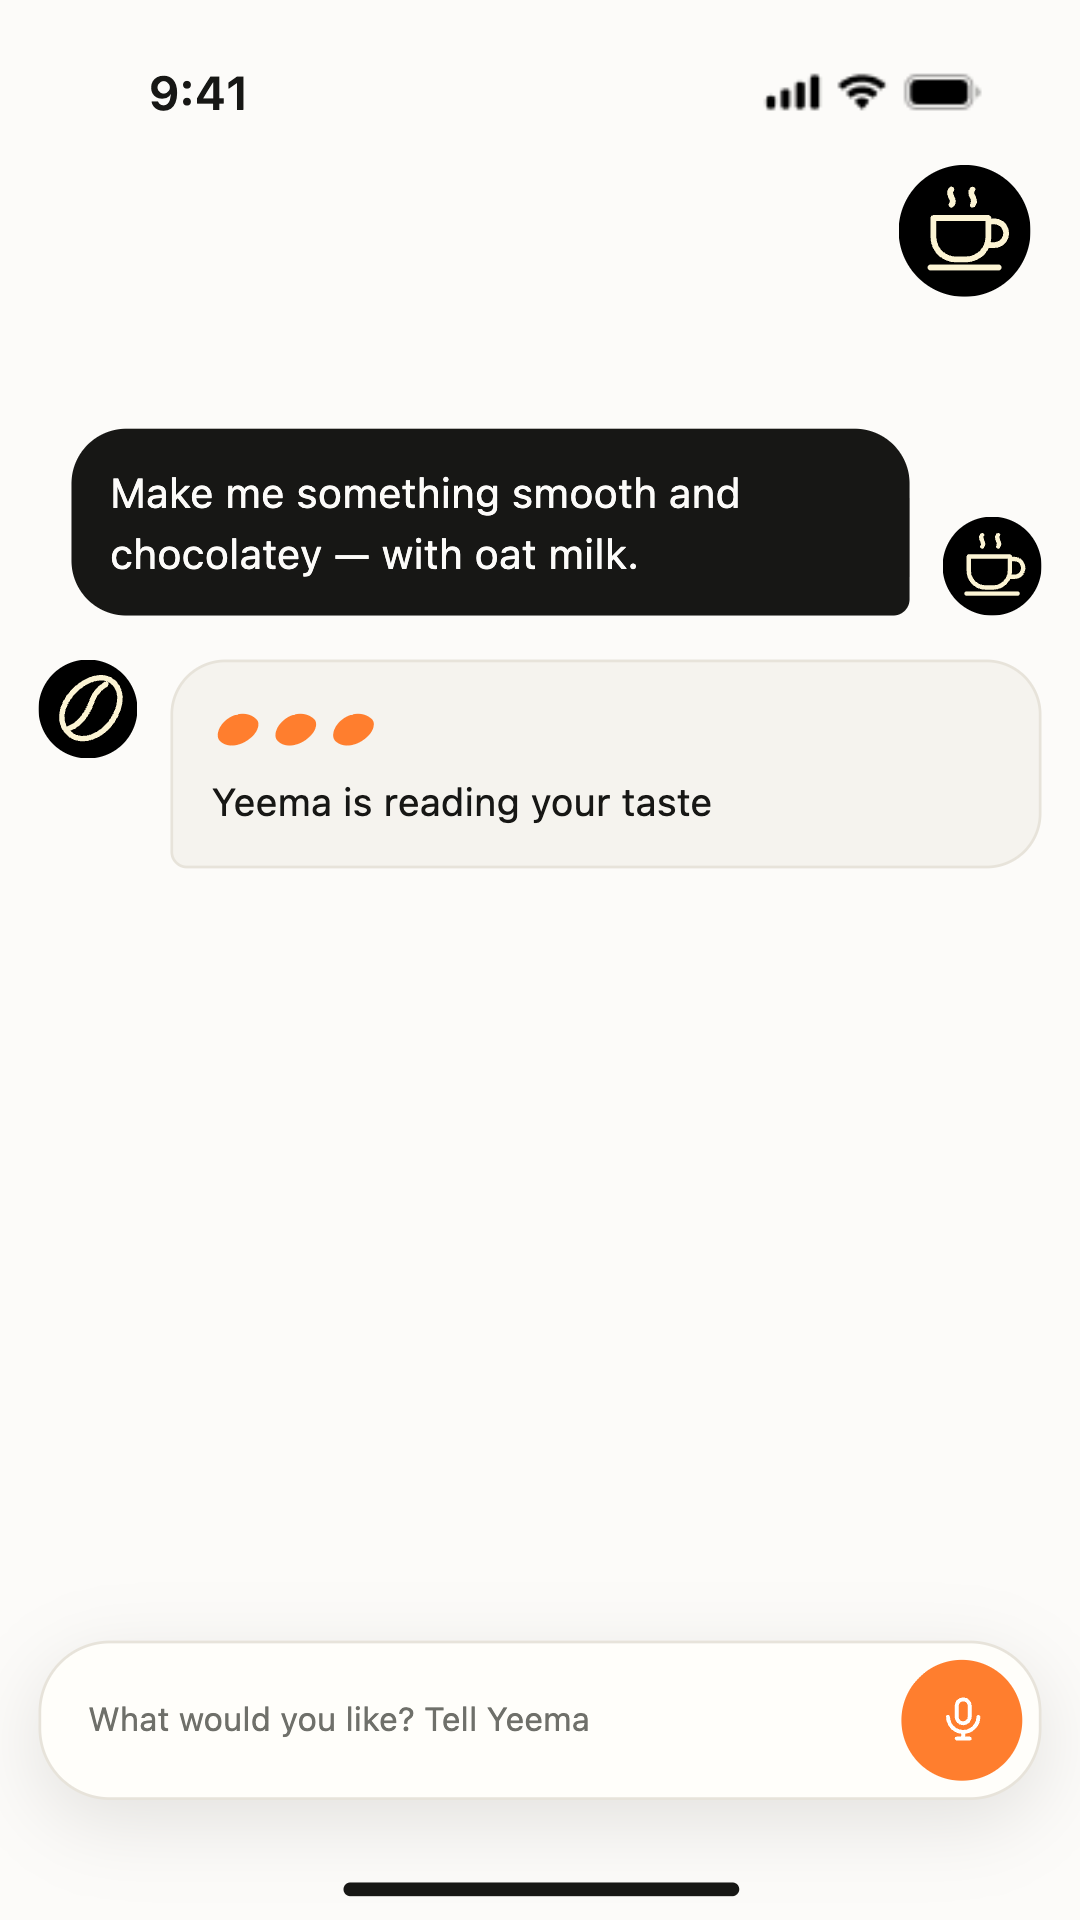 9:41
Make me something smooth and
chocolatey — with oat milk.
Yeema is reading your taste
What would you like? Tell Yeema